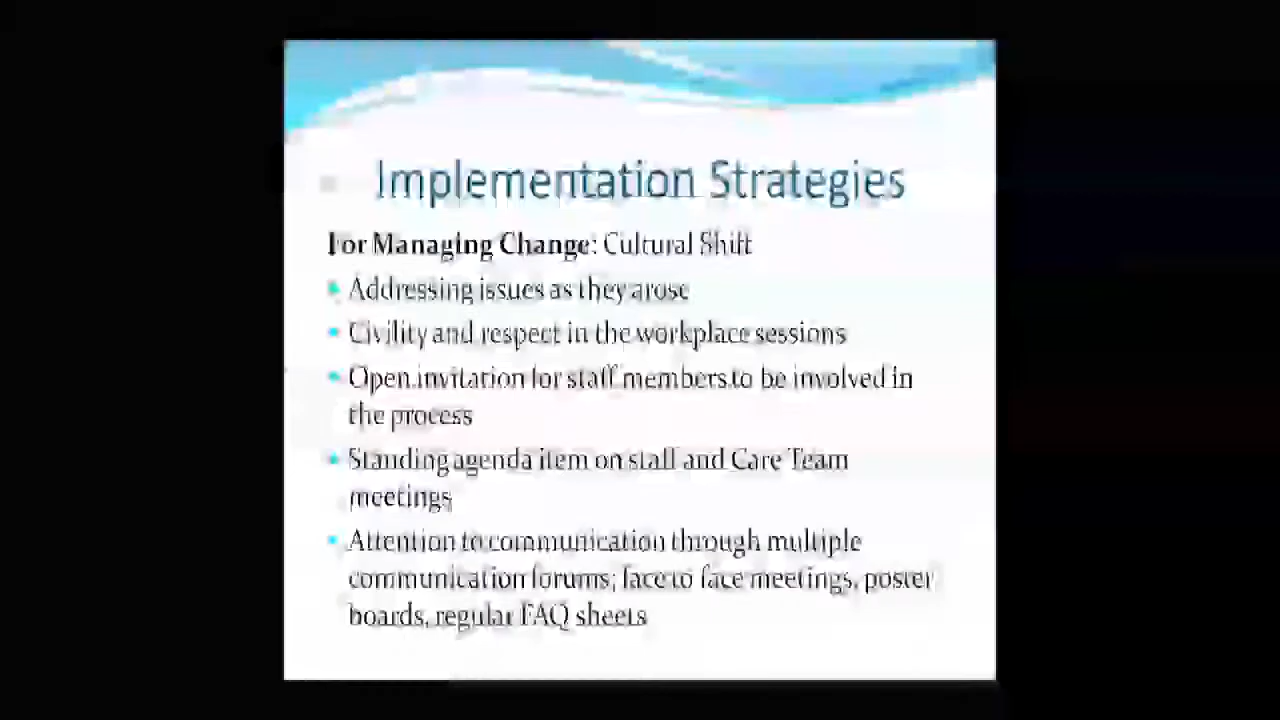 Implementation Strategies
For Managing Change: Cultural Shift
Addressing issues as they arose
Civility and respect in the workplace sessions
Open invitation for staff members to be involved in
the process
Standing agenda item on staff and Care Team
meetings
Attention to communication through multiple
communication forums; face to face meetings, poster
boards, regular FAQ sheets